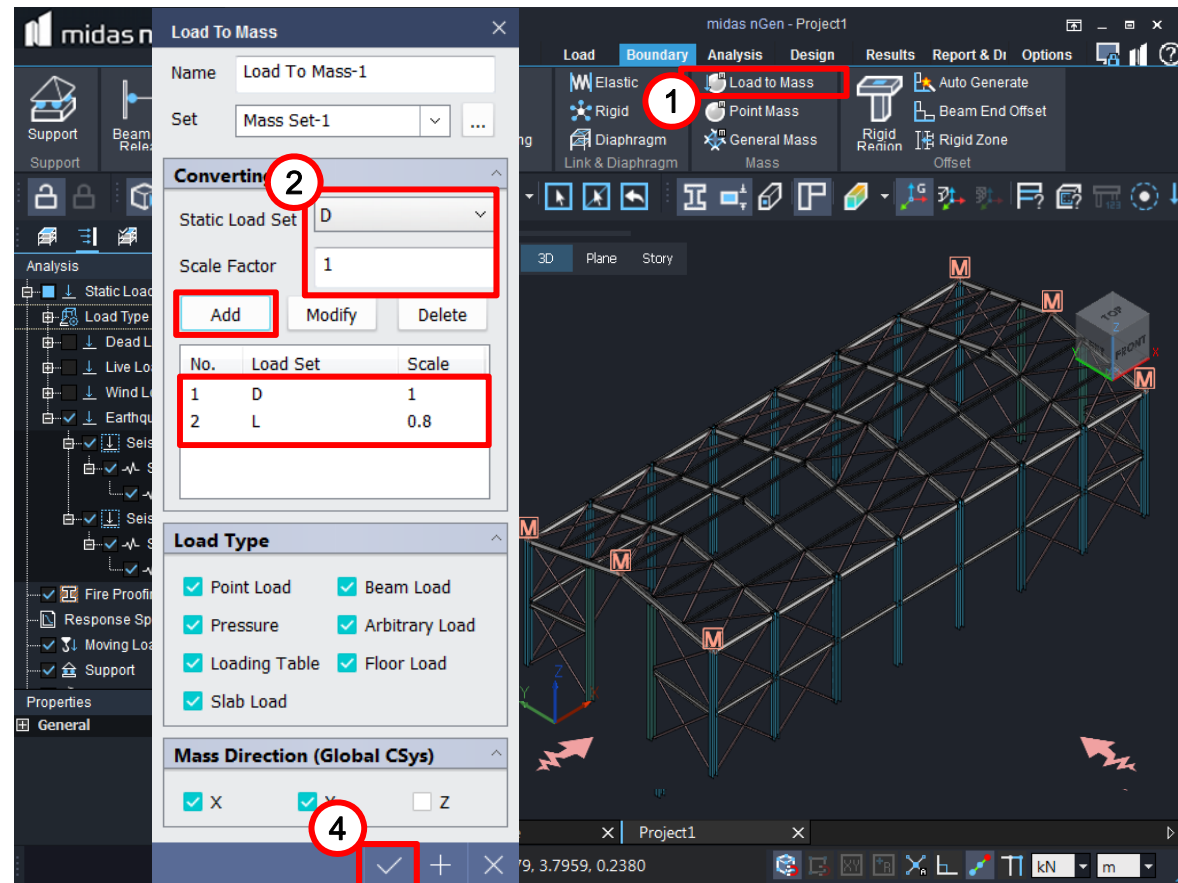 midas n
Load To Mass
midas nGen - Project1
Load Boundary Analysis Design Results Report & Di Options
Name Load To Mass-1
Set Mass Set-1 ...
Support
Beam
Support
Elastic
Rigid
Diaphragm
Link & Diaphragm
1
Load to Mass
Point Mass
General Mass
Mass
Rigid
Region
Auto Generate
Beam End Offset
Rigid Zone
Offset
ng
Converting
2
Static Load Set D
Scale Factor 1
Add Modify Delete
No. Load Set Scale
1 D 1
2 L 0.8
Load Type
Point Load Beam Load
Pressure Arbitrary Load
Loading Table Floor Load
Slab Load
Mass Direction (Global CSys)
X Z
4
Analysis
Static Load
Load Type
Dead L
Live Lo
Wind L
Earthqu
Seis
S
Seis
S
Fire Proofi
Response Sp
Moving Loa
Support
Properties
General
3D Plane Story
M
M
M
M
M
M
TOP
FRONT
Z
Y
X
Z
Y
X
Project1
79, 3.7959, 0.2380
kN m